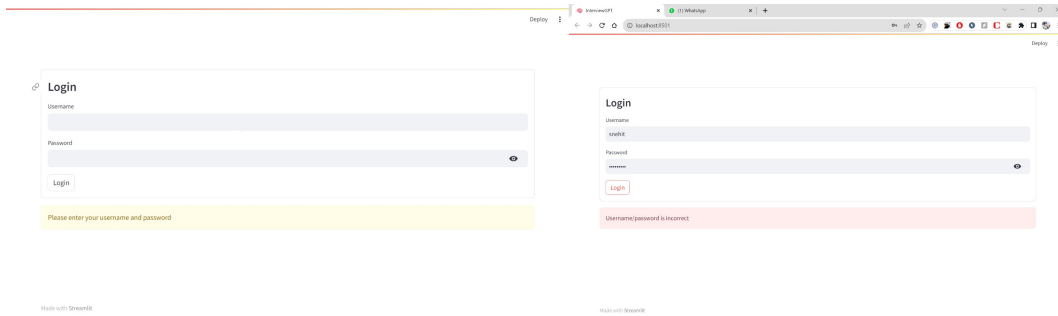 Deploy
Login
Username
Password
Login
Please enter your username and password
Made with Streamlit
InterviewGPT
(1) WhatsApp
localhost:8501
Deploy
Login
Username
snehit
Password
Login
Username/password is incorrect
Made with Streamlit